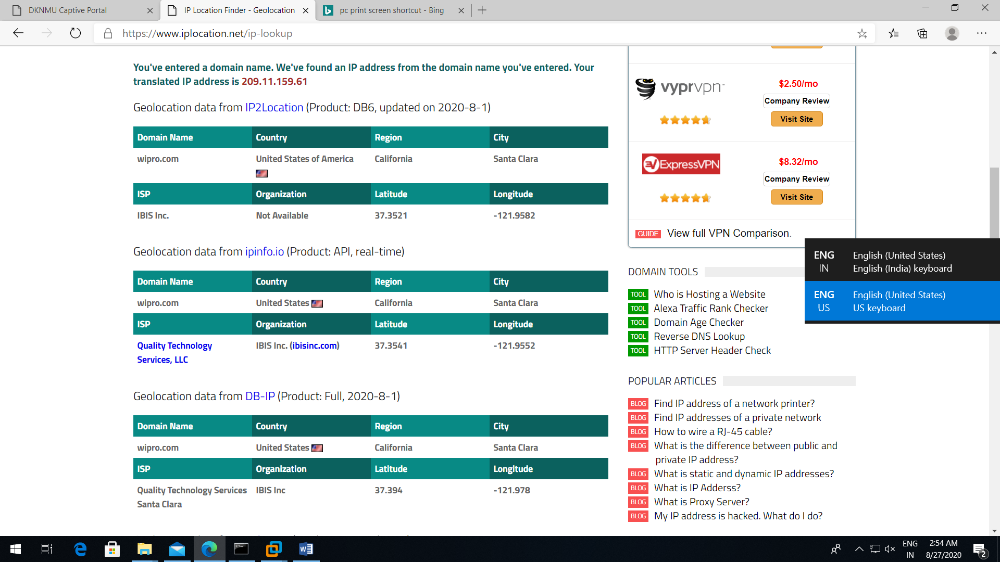 DKNMU Captive Portal
IP Location Finder - Geolocation
pc print screen shortcut - Bing
https://www.iplocation.net/ip-lookup
You've entered a domain name. We've found an IP address from the domain name you've entered. Your
translated IP address is 209.11.159.61
Geolocation data from IP2Location (Product: DB6, updated on 2020-8-1)
Domain Name Country Region City
wipro.com United States of America California Santa Clara
ISP Organization Latitude Longitude
IBIS Inc. Not Available 37.3521 -121.9582
Geolocation data from ipinfo.io (Product: API, real-time)
Domain Name Country Region City
wipro.com United States California Santa Clara
ISP Organization Latitude Longitude
Quality Technology IBIS Inc. (ibisinc.com) 37.3541 -121.9552
Services, LLC
Geolocation data from DB-IP (Product: Full, 2020-8-1)
Domain Name Country Region City
wipro.com United States California Santa Clara
ISP Organization Latitude Longitude
Quality Technology Services IBIS Inc 37.394 -121.978
Santa Clara
vyprvpn™
$2.50/mo
Company Review
Visit Site
ExpressVPN
$8.32/mo
Company Review
Visit Site
GUIDE View full VPN Comparison.
DOMAIN TOOLS
TOOL Who is Hosting a Website
TOOL Alexa Traffic Rank Checker
TOOL Domain Age Checker
TOOL Reverse DNS Lookup
TOOL HTTP Server Header Check
POPULAR ARTICLES
BLOG Find IP address of a network printer?
BLOG Find IP addresses of a private network
BLOG How to wire a RJ-45 cable?
BLOG What is the difference between public and
private IP address?
BLOG What is static and dynamic IP addresses?
BLOG What is IP Adderss?
BLOG What is Proxy Server?
BLOG My IP address is hacked. What do I do?
ENG English (United States)
IN English (India) keyboard
ENG English (United States)
US US keyboard
ENG
IN
2:54 AM
8/27/2020
2